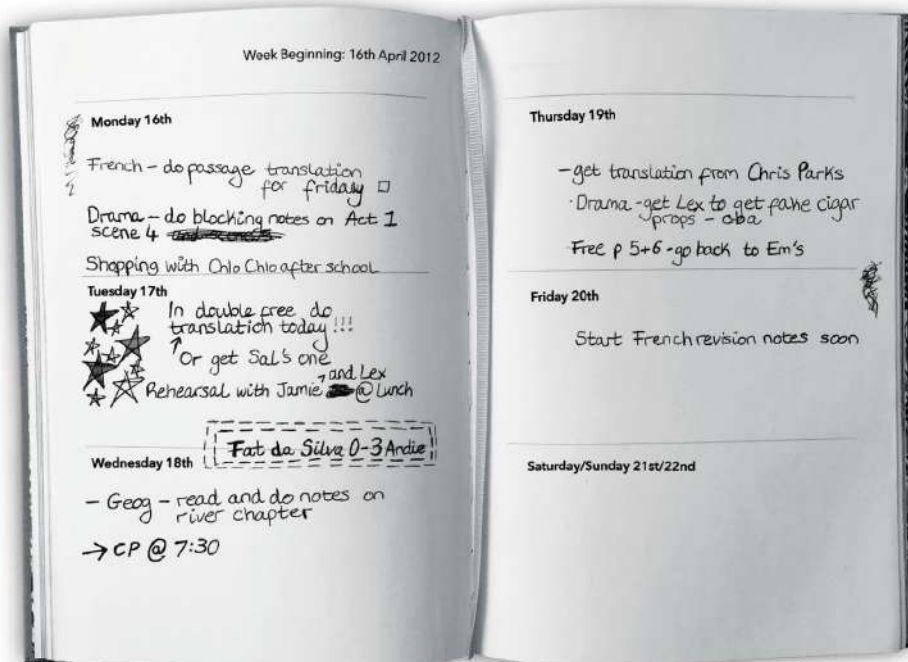 Week Beginning: 16th April 2012
Monday 16th
French - do passage translation
for friday
Drama - do blocking notes on Act 1
scene 4
Shopping with Chlo Chlo after school
Tuesday 17th
In double free do
translation today !!!
Or get Sal's one
and Lex
Rehearsal with Jamie @ Lunch
Fat da Silva 0-3 Andie
Wednesday 18th
- Geog - read and do notes on
river chapter
→ CP @ 7:30
Thursday 19th
- get translation from Chris Parks
· Drama - get Lex to get fake cigar
props - oba
Free p 5+6 - go back to Em's
Friday 20th
Start French revision notes soon
Saturday/Sunday 21st/22nd